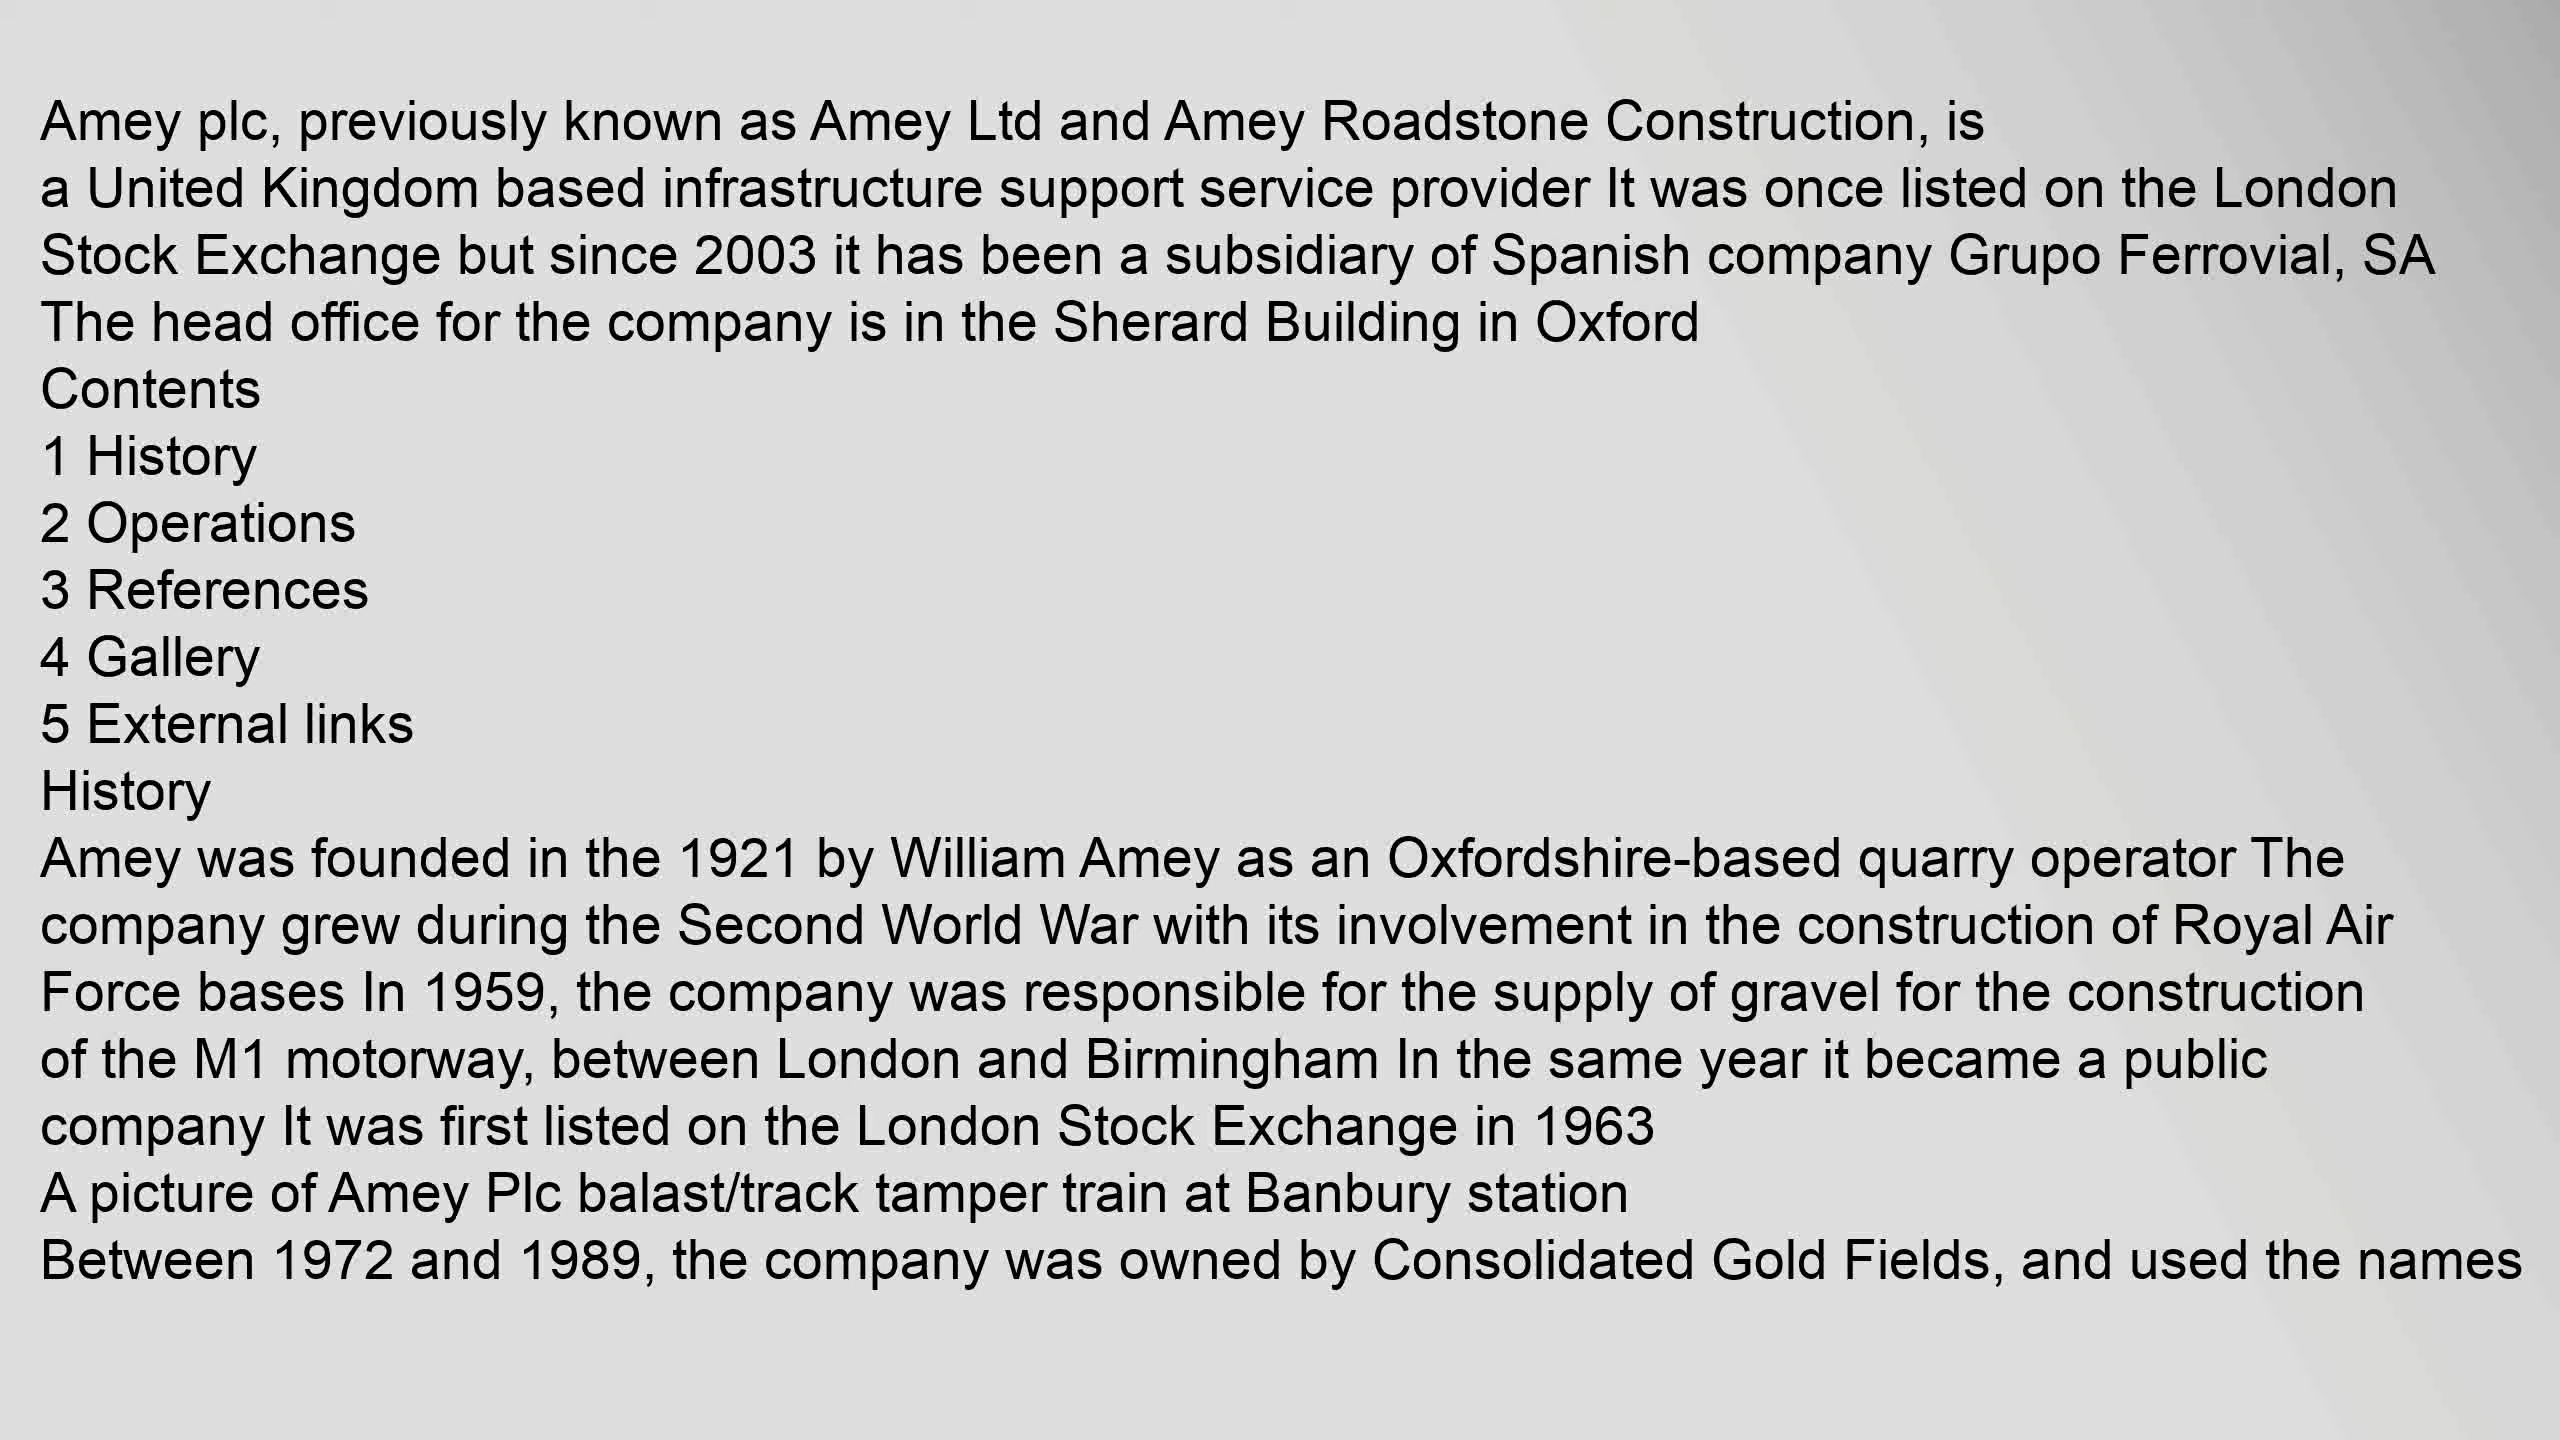 Amey plc, previously known as Amey Ltd and Amey Roadstone Construction, is
a United Kingdom based infrastructure support service provider It was once listed on the London
Stock Exchange but since 2003 it has been a subsidiary of Spanish company Grupo Ferrovial, SA
The head office for the company is in the Sherard Building in Oxford
Contents
1 History
2 Operations
3 References
4 Gallery
5 External links
History
Amey was founded in the 1921 by William Amey as an Oxfordshire-based quarry operator The
company grew during the Second World War with its involvement in the construction of Royal Air
Force bases In 1959, the company was responsible for the supply of gravel for the construction
of the M1 motorway, between London and Birmingham In the same year it became a public
company It was first listed on the London Stock Exchange in 1963
A picture of Amey Plc balast/track tamper train at Banbury station
Between 1972 and 1989, the company was owned by Consolidated Gold Fields, and used the names